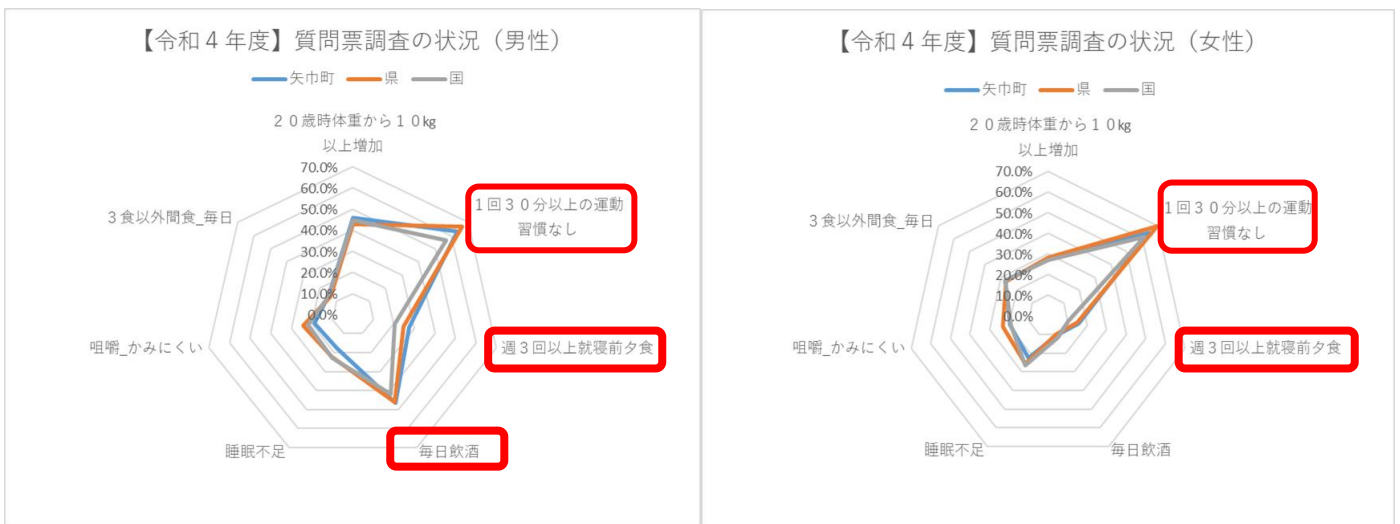 【令和４年度】質問票調査の状況（男性）
矢巾町 県 国
２０歳時体重から１０kg
以上増加
70.0%
60.0%
50.0%
40.0%
30.0%
20.0%
10.0%
0.0%
１回３０分以上の運動
習慣なし
週３回以上就寝前夕食
毎日飲酒
睡眠不足
咀嚼_かみにくい
３食以外間食_毎日
【令和４年度】質問票調査の状況（女性）
矢巾町 県 国
２０歳時体重から１０kg
以上増加
70.0%
60.0%
50.0%
40.0%
30.0%
20.0%
10.0%
0.0%
１回３０分以上の運動
習慣なし
週３回以上就寝前夕食
毎日飲酒
睡眠不足
咀嚼_かみにくい
３食以外間食_毎日